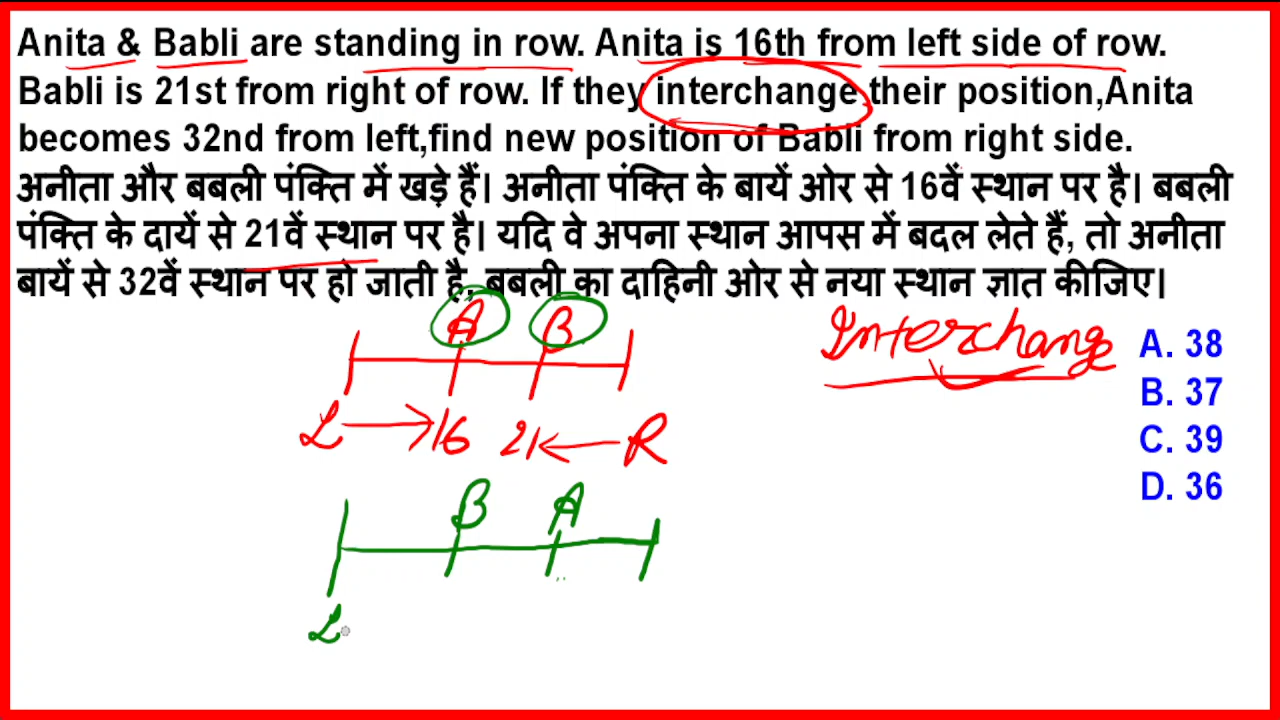 Anita & Babli are standing in row. Anita is 16th from left side of row.
Babli is 21st from right of row. If they interchange their position,Anita
becomes 32nd from left,find new position of Babli from right side.
अनीता और बबली पंक्ति में खड़े हैं। अनीता पंक्ति के बायें ओर से 16वें स्थान पर है। बबली
पंक्ति के दायें से 21वें स्थान पर है। यदि वे अपना स्थान आपस में बदल लेते हैं, तो अनीता
बायें से 32वें स्थान पर हो जाती है, बबली का दाहिनी ओर से नया स्थान ज्ञात कीजिए।
A B
Interchange
A. 38
B. 37
C. 39
D. 36
L 16 21 R
B A
L